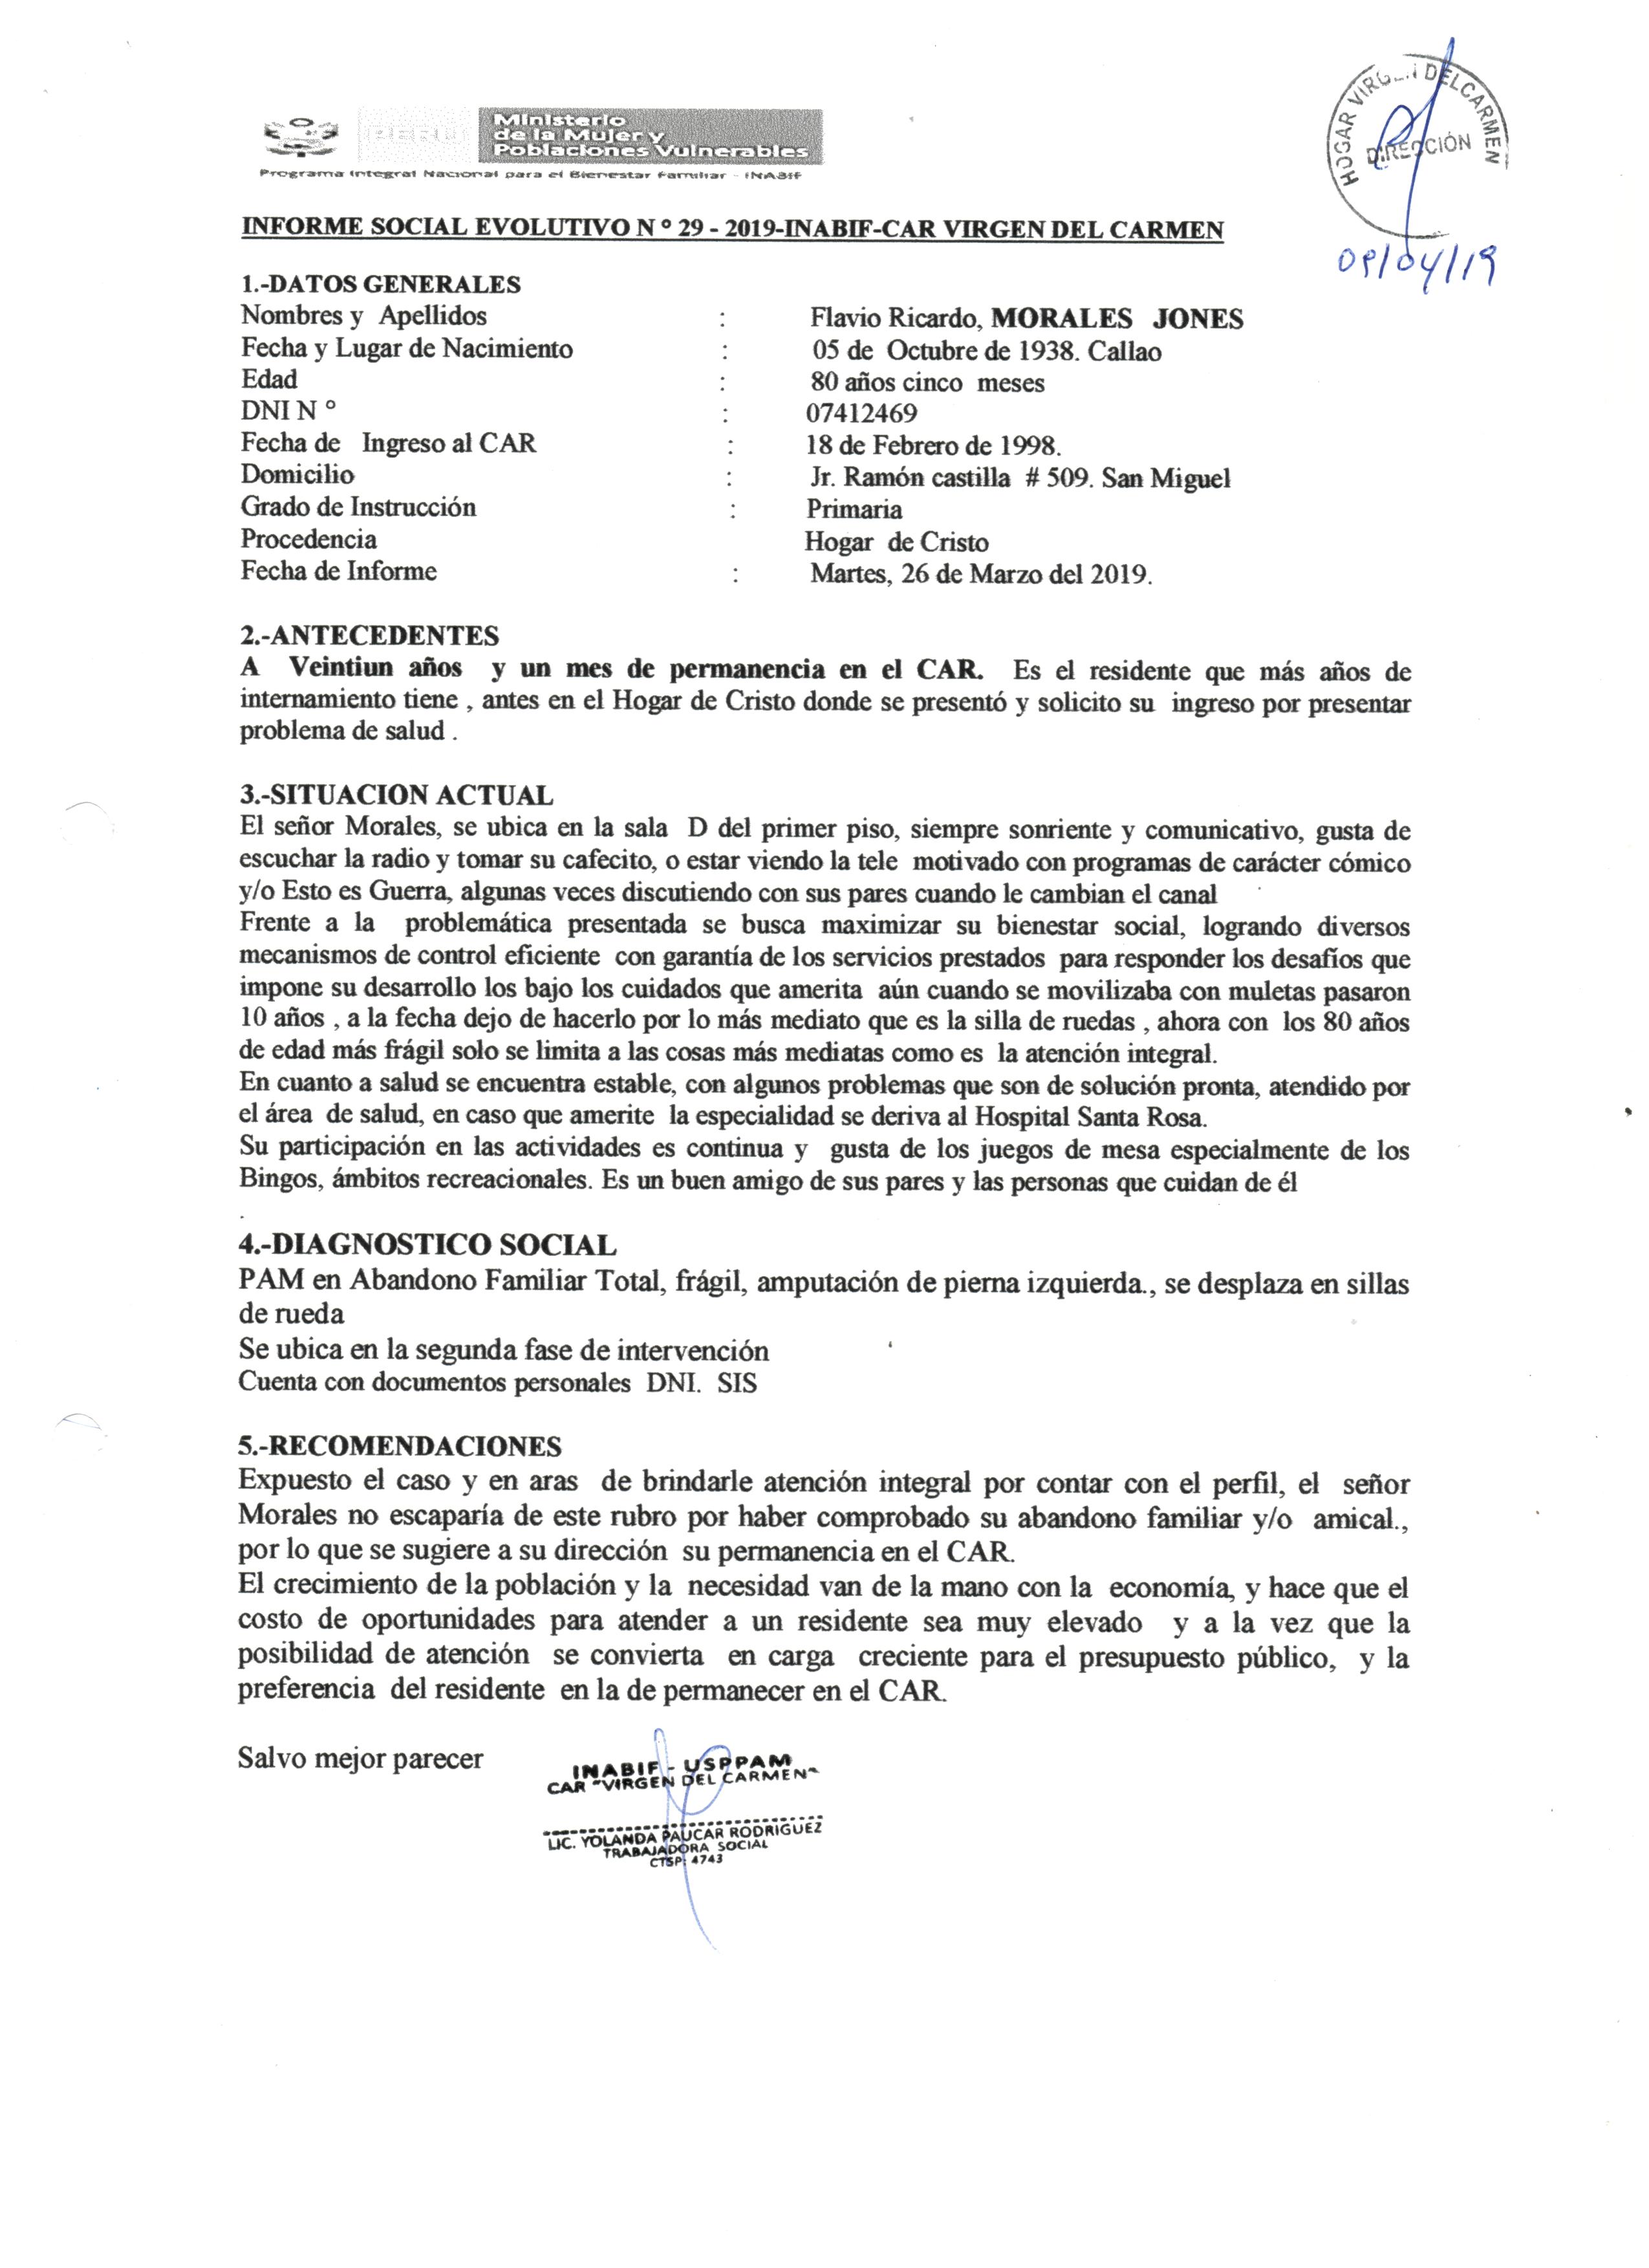 PERÚ
Ministerio
de la Mujer y
Poblaciones Vulnerables
Programa Integral Nacional para el Bienestar Familiar - INABIF
HOGAR VIRGEN DEL CARMEN
DIRECCIÓN
09/04/19
INFORME SOCIAL EVOLUTIVO N º 29 - 2019-INABIF-CAR VIRGEN DEL CARMEN
1.-DATOS GENERALES
Nombres y Apellidos : Flavio Ricardo, MORALES JONES
Fecha y Lugar de Nacimiento : 05 de Octubre de 1938. Callao
Edad : 80 años cinco meses
DNI N º : 07412469
Fecha de Ingreso al CAR : 18 de Febrero de 1998.
Domicilio : Jr. Ramón castilla # 509. San Miguel
Grado de Instrucción : Primaria
Procedencia Hogar de Cristo
Fecha de Informe : Martes, 26 de Marzo del 2019.
2.-ANTECEDENTES
A Veintiun años y un mes de permanencia en el CAR. Es el residente que más años de
internamiento tiene , antes en el Hogar de Cristo donde se presentó y solicito su ingreso por presentar
problema de salud .
3.-SITUACION ACTUAL
El señor Morales, se ubica en la sala D del primer piso, siempre sonriente y comunicativo, gusta de
escuchar la radio y tomar su cafecito, o estar viendo la tele motivado con programas de carácter cómico
y/o Esto es Guerra, algunas veces discutiendo con sus pares cuando le cambian el canal
Frente a la problemática presentada se busca maximizar su bienestar social, logrando diversos
mecanismos de control eficiente con garantía de los servicios prestados para responder los desafíos que
impone su desarrollo los bajo los cuidados que amerita aún cuando se movilizaba con muletas pasaron
10 años , a la fecha dejo de hacerlo por lo más mediato que es la silla de ruedas , ahora con los 80 años
de edad más frágil solo se limita a las cosas más mediatas como es la atención integral.
En cuanto a salud se encuentra estable, con algunos problemas que son de solución pronta, atendido por
el área de salud, en caso que amerite la especialidad se deriva al Hospital Santa Rosa.
Su participación en las actividades es continua y gusta de los juegos de mesa especialmente de los
Bingos, ámbitos recreacionales. Es un buen amigo de sus pares y las personas que cuidan de él
.
4.-DIAGNOSTICO SOCIAL
PAM en Abandono Familiar Total, frágil, amputación de pierna izquierda., se desplaza en sillas
de rueda
Se ubica en la segunda fase de intervención
Cuenta con documentos personales DNI. SIS
5.-RECOMENDACIONES
Expuesto el caso y en aras de brindarle atención integral por contar con el perfil, el señor
Morales no escaparía de este rubro por haber comprobado su abandono familiar y/o amical.,
por lo que se sugiere a su dirección su permanencia en el CAR.
El crecimiento de la población y la necesidad van de la mano con la economía, y hace que el
costo de oportunidades para atender a un residente sea muy elevado y a la vez que la
posibilidad de atención se convierta en carga creciente para el presupuesto público, y la
preferencia del residente en la de permanecer en el CAR.
Salvo mejor parecer
INABIF - USPPAM
CAR "VIRGEN DEL CARMEN"
LIC. YOLANDA PAUCAR RODRIGUEZ
TRABAJADORA SOCIAL
CTSP: 4743